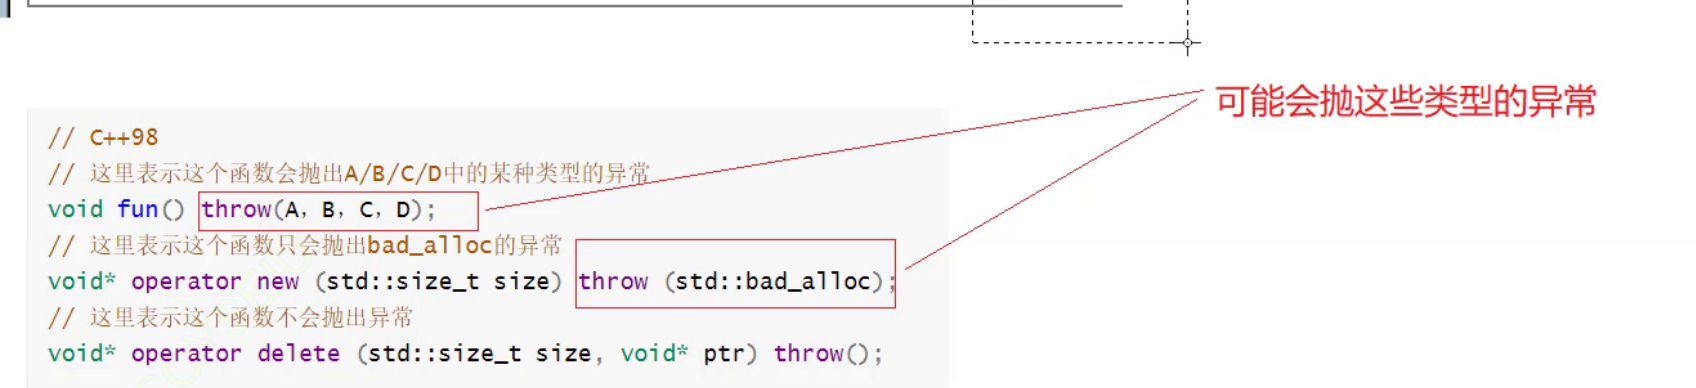 可能会抛这些类型的异常
// C++98
// 这里表示这个函数会抛出A/B/C/D中的某种类型的异常
void fun() throw(A，B，C，D);
// 这里表示这个函数只会抛出bad_alloc的异常
void* operator new (std::size_t size) throw (std::bad_alloc);
// 这里表示这个函数不会抛出异常
void* operator delete (std::size_t size, void* ptr) throw();